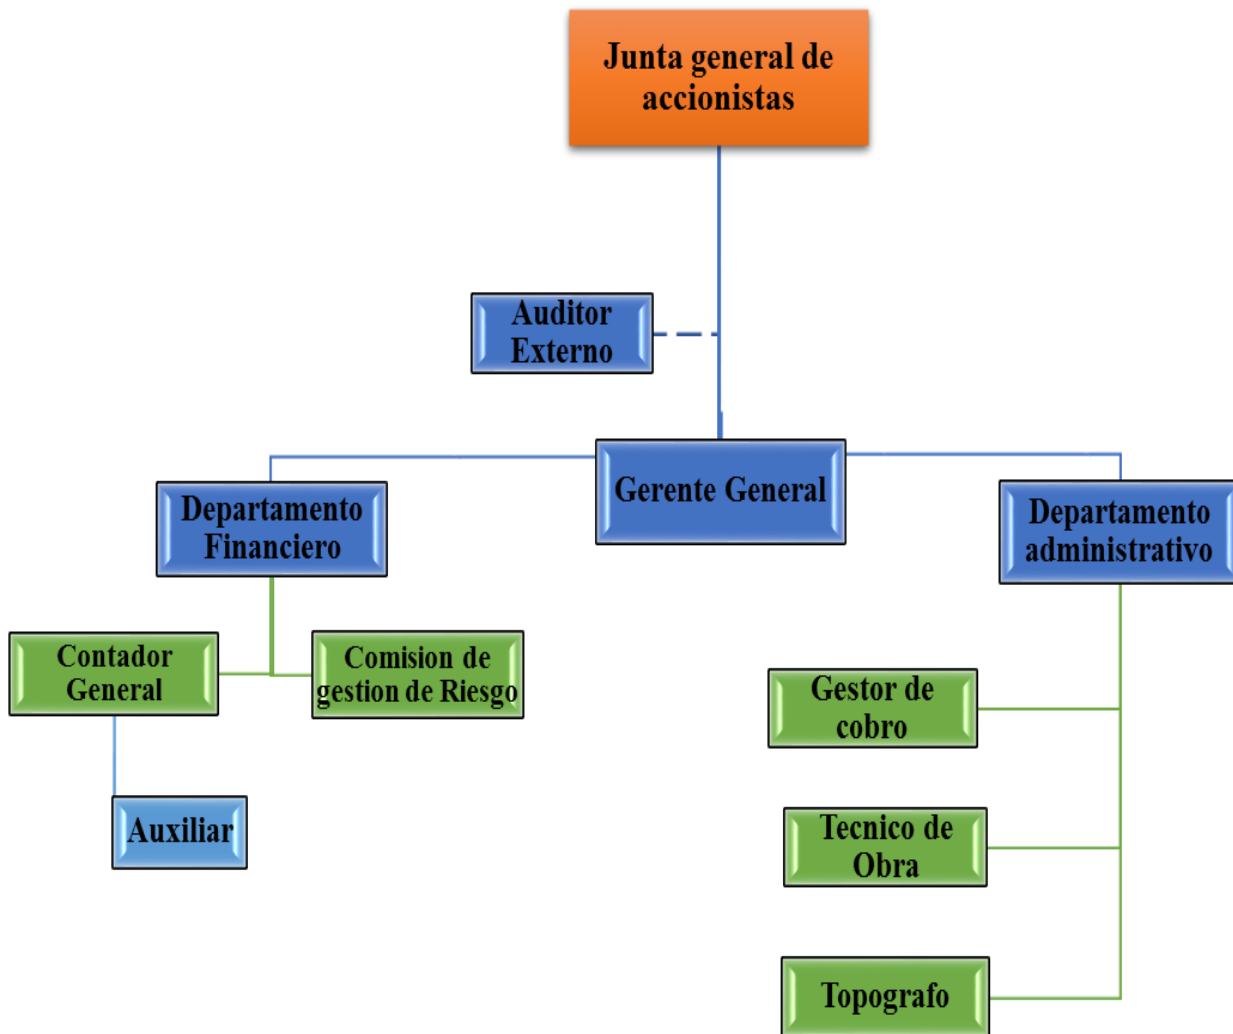 Junta general de
accionistas
Auditor
Externo
Gerente General
Departamento
Financiero
Departamento
administrativo
Contador
General
Comision de
gestion de Riesgo
Gestor de
cobro
Auxiliar
Tecnico de
Obra
Topografo